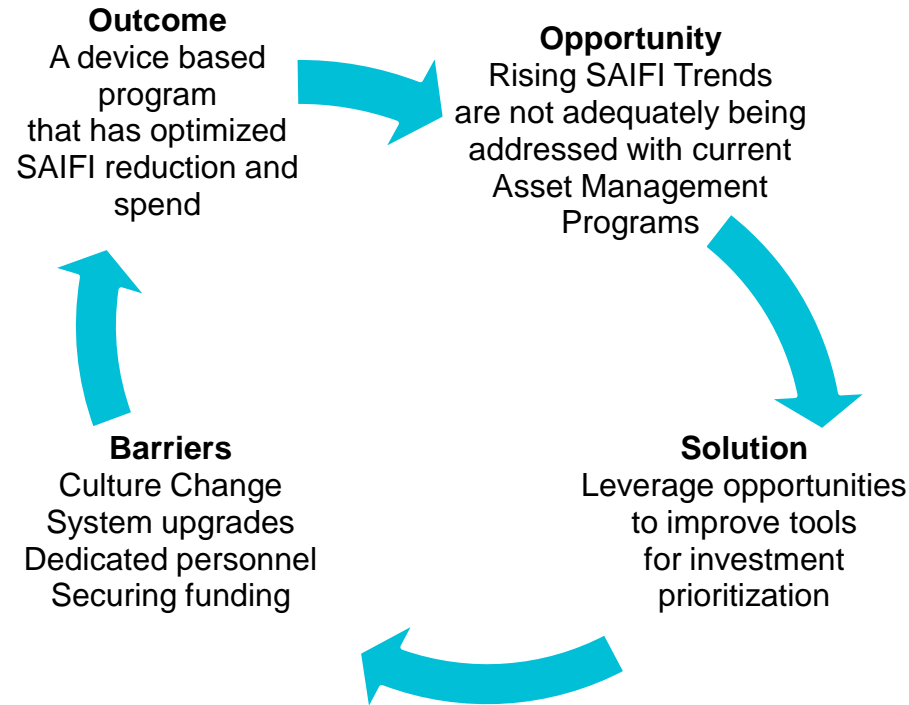 Outcome
A device based
program
that has optimized
SAIFI reduction and
spend
Opportunity
Rising SAIFI Trends
are not adequately being
addressed with current
Asset Management
Programs
Solution
Leverage opportunities
to improve tools
for investment
prioritization
Barriers
Culture Change
System upgrades
Dedicated personnel
Securing funding